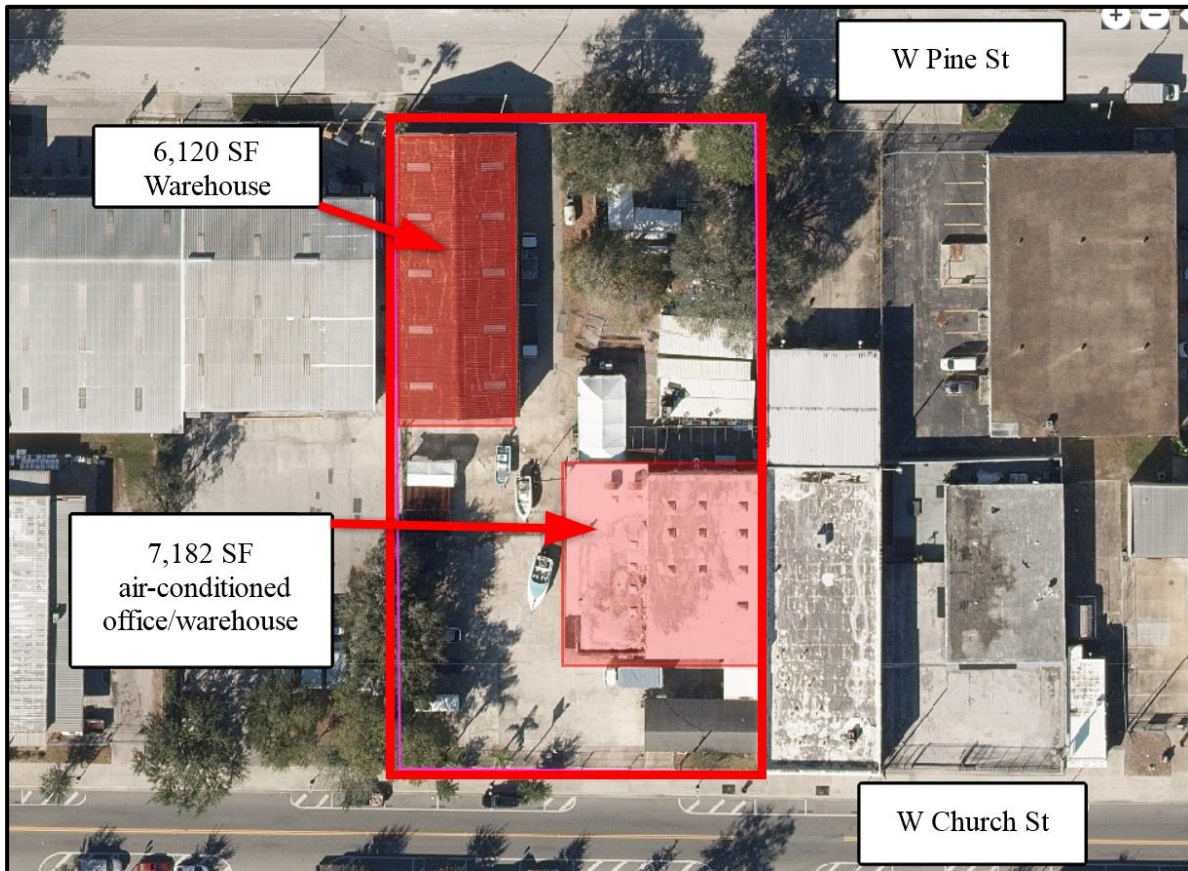 W Pine St
6,120 SF
Warehouse
7,182 SF
air-conditioned
office/warehouse
W Church St